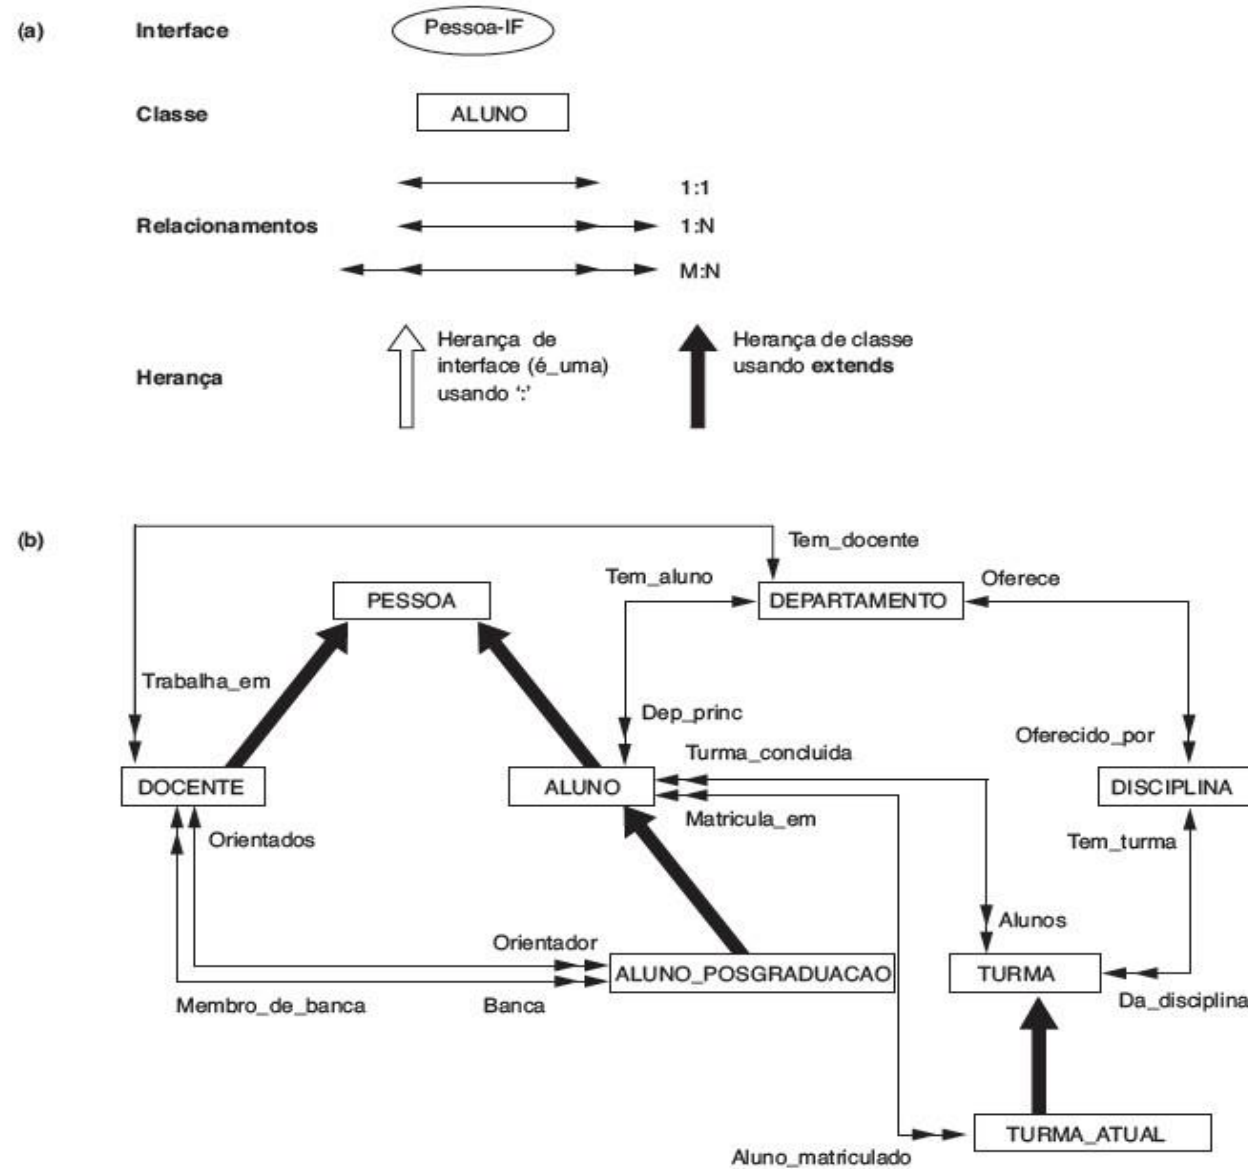 (a)
Interface
Pessoa-IF
Classe
ALUNO
Relacionamentos
1:1
1:N
M:N
Herança
Herança de
interface (é_uma)
usando ‘:’
Herança de classe
usando extends
(b)
Tem_docente
Tem_aluno
Oferece
PESSOA
DEPARTAMENTO
Trabalha_em
Dep_princ
Oferecido_por
Turma_concluida
DOCENTE
ALUNO
DISCIPLINA
Matricula_em
Orientados
Tem_turma
Alunos
Orientador
ALUNO_POSGRADUACAO
TURMA
Membro_de_banca
Banca
Da_disciplina
TURMA_ATUAL
Aluno_matriculado